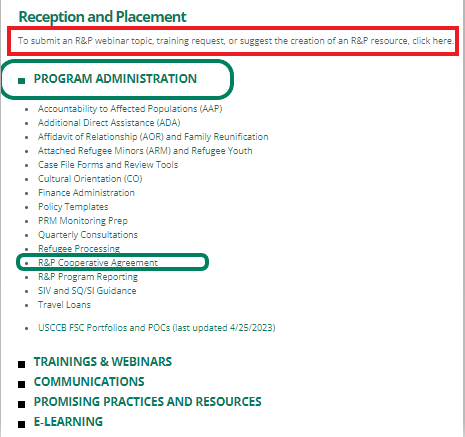 Reception and Placement
To submit an R&P webinar topic, training request, or suggest the creation of an R&P resource, click here.
PROGRAM ADMINISTRATION
Accountability to Affected Populations (AAP)
Additional Direct Assistance (ADA)
Affidavit of Relationship (AOR) and Family Reunification
Attached Refugee Minors (ARM) and Refugee Youth
Case File Forms and Review Tools
Cultural Orientation (CO)
Finance Administration
Policy Templates
PRM Monitoring Prep
Quarterly Consultations
Refugee Processing
R&P Cooperative Agreement
R&P Program Reporting
SIV and SQ/SI Guidance
Travel Loans
USCCB FSC Portfolios and POCs (last updated 4/25/2023)
TRAININGS & WEBINARS
COMMUNICATIONS
PROMISING PRACTICES AND RESOURCES
E-LEARNING